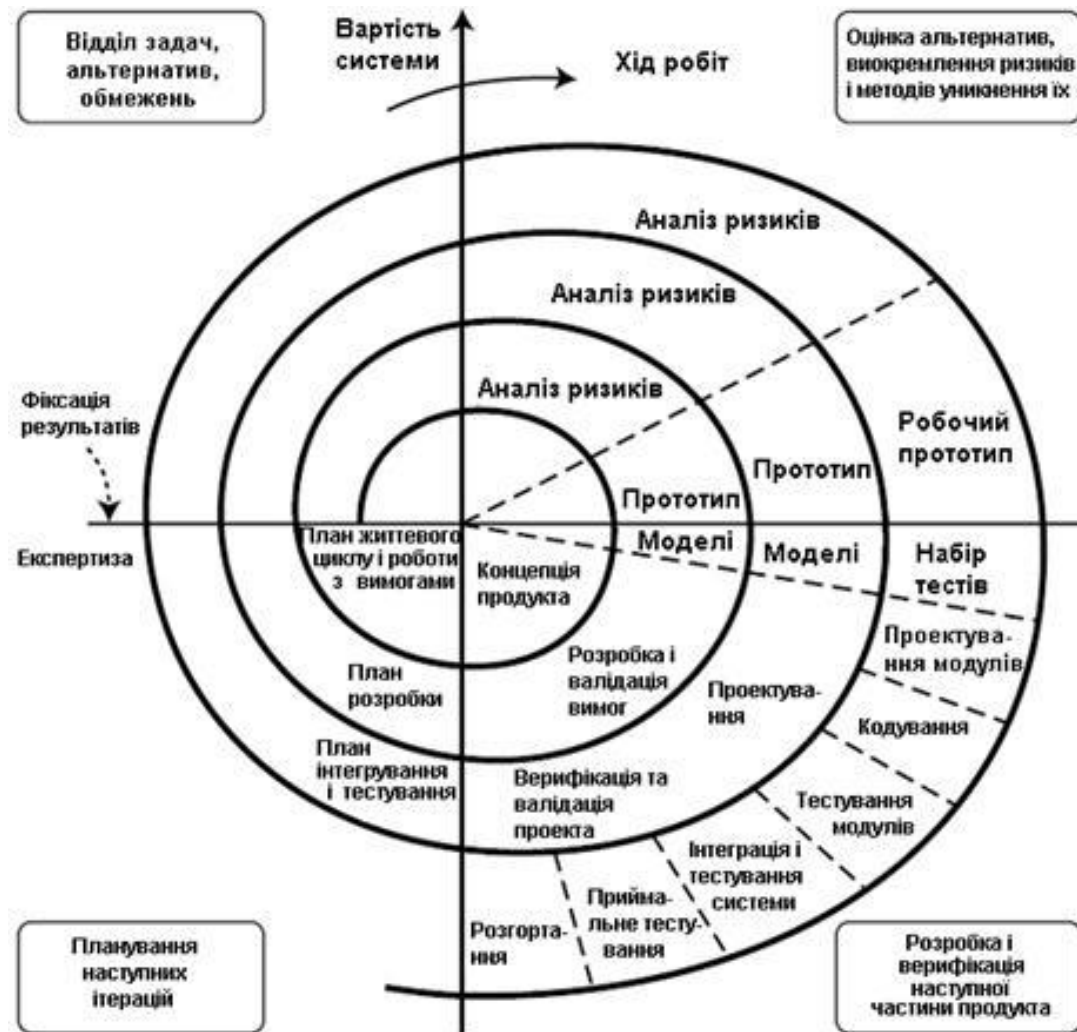 Відділ задач,
альтернатив,
обмежень
Вартість
системи
Хід робіт
Оцінка альтернатив,
виокремлення ризиків
і методів уникнення їх
Аналіз ризиків
Аналіз ризиків
Аналіз ризиків
Фіксація
результатів
Робочий
прототип
Прототип
Прототип
Експертиза
План життевого
циклу і роботи
з вимогами
Концепція
продукта
Моделі
Моделі
Набір
тестів
Проектува-
ння модулів
План
розробки
Розробка і
валідація
вимог
Проектува-
ння
Кодування
План
інтегрування
і тестування
Верифікація та
валідація
проекта
Тестування
модулів
Інтеграція і
тестування
системи
Прийма-
льне тесту-
вання
Розгорта-
ння
Планування
наступних
ітерацій
Розробка і
верифікація
наступної
частини продукта